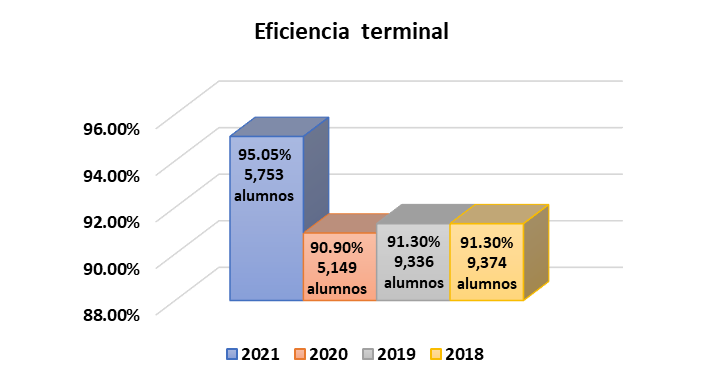 Eficiencia terminal
96.00%
94.00%
92.00%
90.00%
88.00%
95.05%
5,753
alumnos
90.90%
5,149
alumnos
91.30%
9,336
alumnos
91.30%
9,374
alumnos
2021 2020 2019 2018